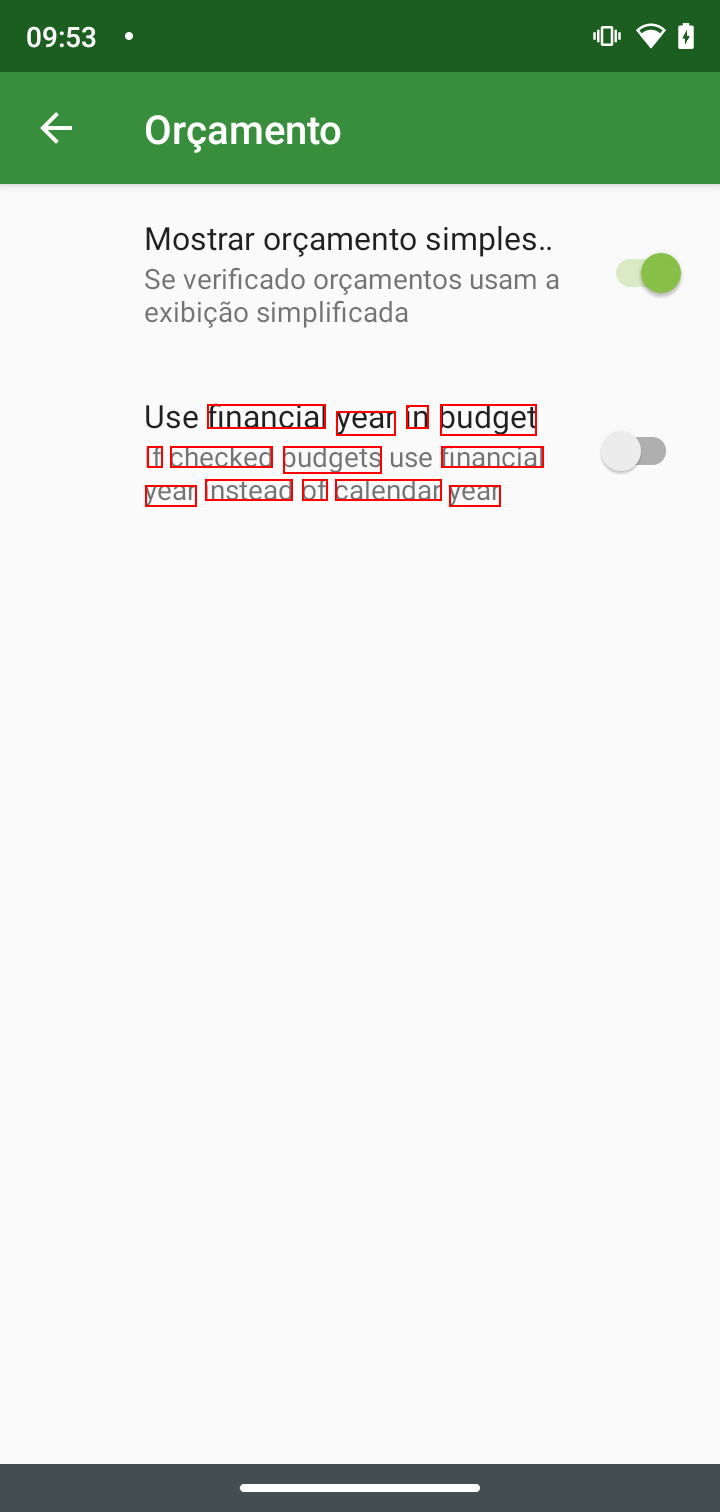 09:53
Orçamento
Mostrar orçamento simples..
Se verificado orçamentos usam a
exibição simplificada
Use financial year in budget
If checked budgets use financial
year instead of calendar year